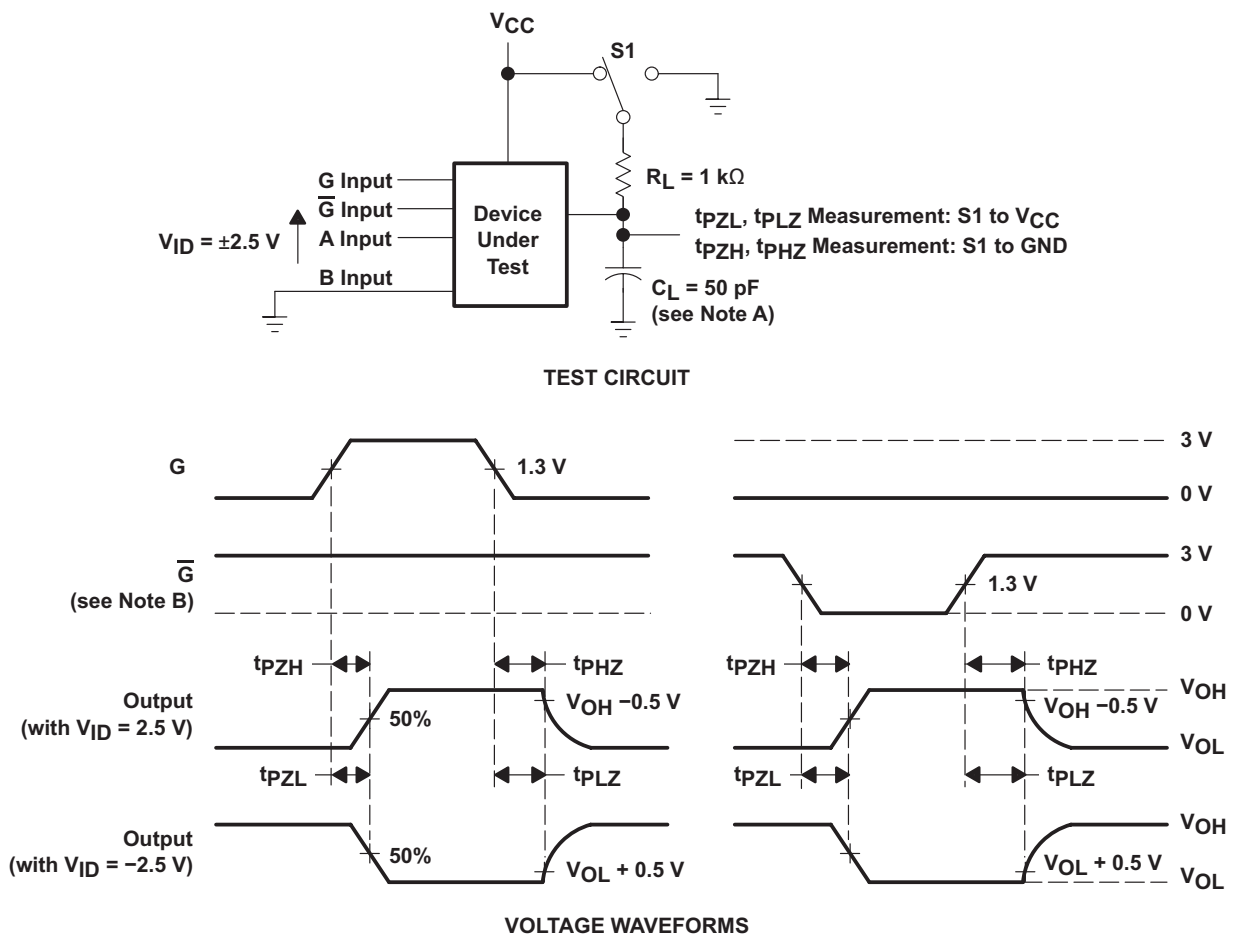 VCC
S1
G Input
G̅ Input
A Input
B Input
VID = ±2.5 V
Device
Under
Test
RL = 1 kΩ
tPZL, tPLZ Measurement: S1 to VCC
tPZH, tPHZ Measurement: S1 to GND
CL = 50 pF
(see Note A)
TEST CIRCUIT
G
1.3 V
3 V
0 V
G̅
(see Note B)
1.3 V
3 V
0 V
tPZH
tPHZ
tPZH
tPHZ
Output
(with VID = 2.5 V)
50%
VOH −0.5 V
VOH −0.5 V
VOH
VOL
tPZL
tPLZ
tPZL
tPLZ
Output
(with VID = −2.5 V)
50%
VOL + 0.5 V
VOL + 0.5 V
VOH
VOL
VOLTAGE WAVEFORMS